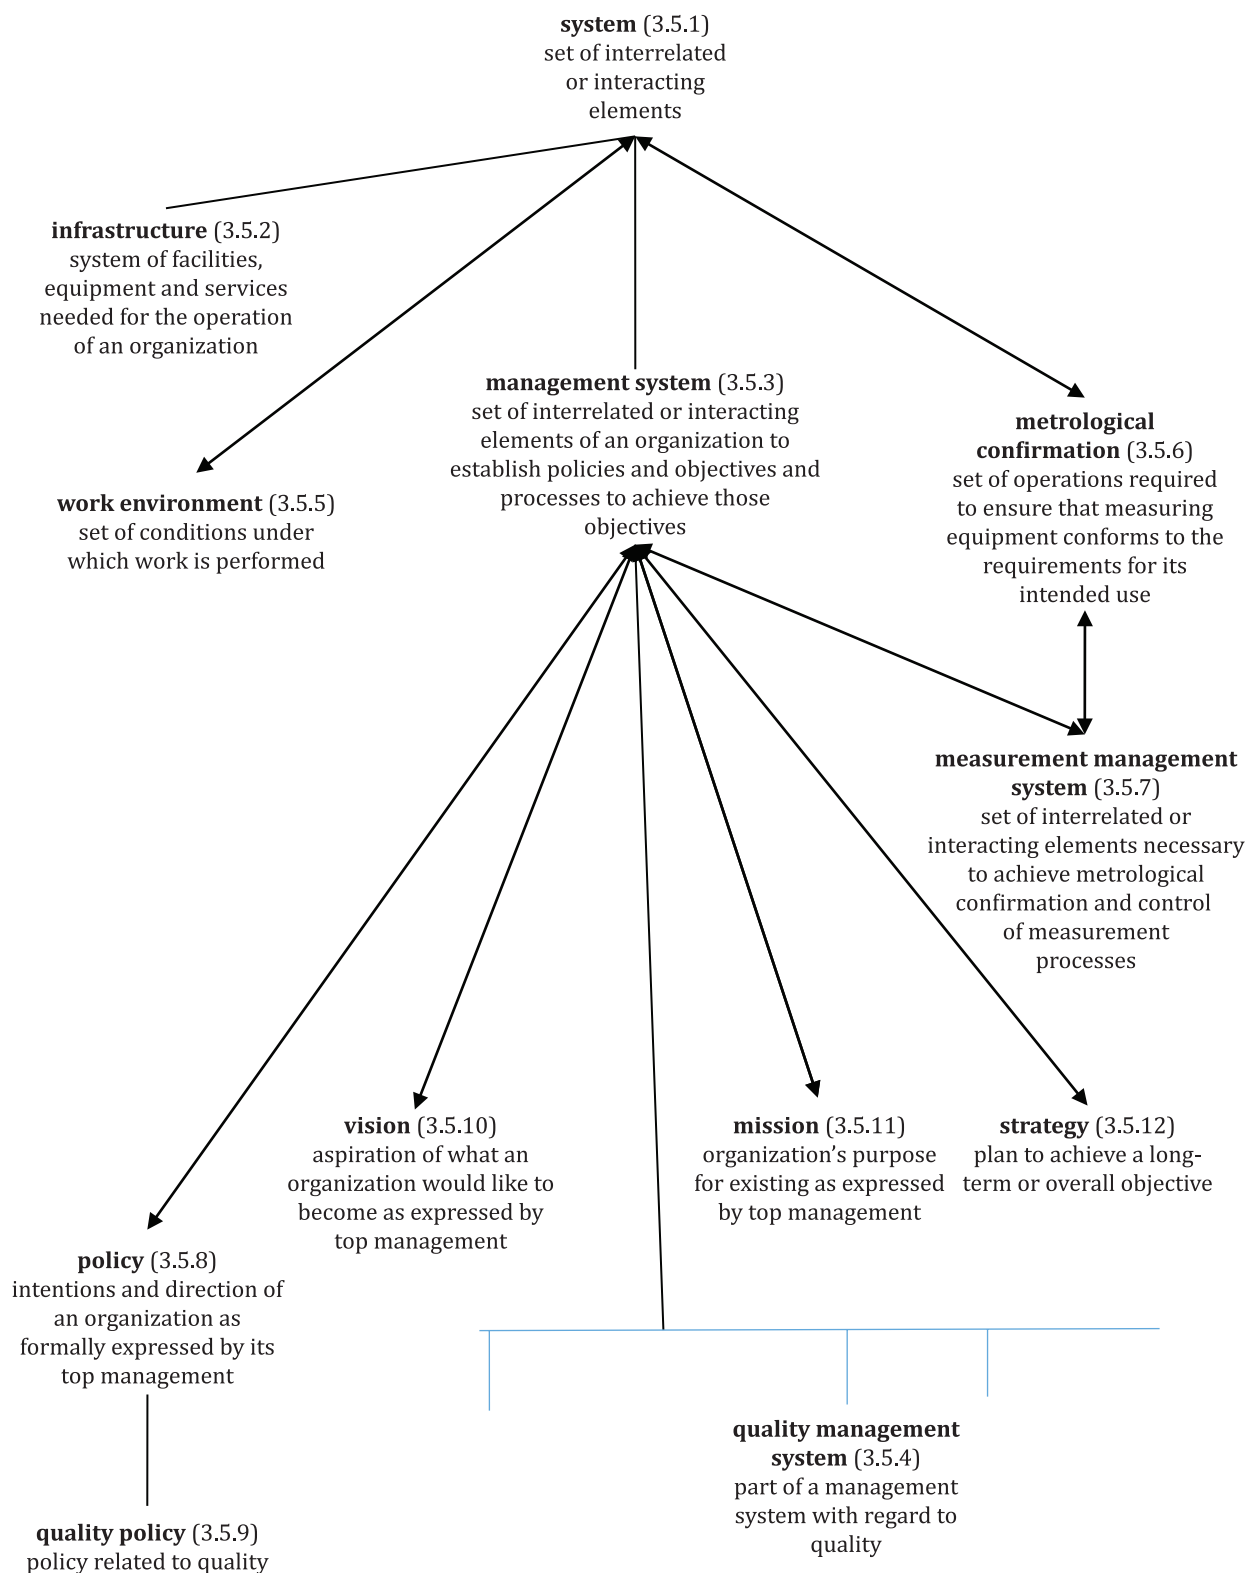 system (3.5.1)
set of interrelated
or interacting
elements
infrastructure (3.5.2)
system of facilities,
equipment and services
needed for the operation
of an organization
management system (3.5.3)
set of interrelated or interacting
elements of an organization to
establish policies and objectives and
processes to achieve those
objectives
metrological
confirmation (3.5.6)
set of operations required
to ensure that measuring
equipment conforms to the
requirements for its
intended use
work environment (3.5.5)
set of conditions under
which work is performed
measurement management
system (3.5.7)
set of interrelated or
interacting elements necessary
to achieve metrological
confirmation and control
of measurement
processes
vision (3.5.10)
aspiration of what an
organization would like to
become as expressed by
top management
mission (3.5.11)
organization’s purpose
for existing as expressed
by top management
strategy (3.5.12)
plan to achieve a long-
term or overall objective
policy (3.5.8)
intentions and direction of
an organization as
formally expressed by its
top management
quality management
system (3.5.4)
part of a management
system with regard to
quality
quality policy (3.5.9)
policy related to quality